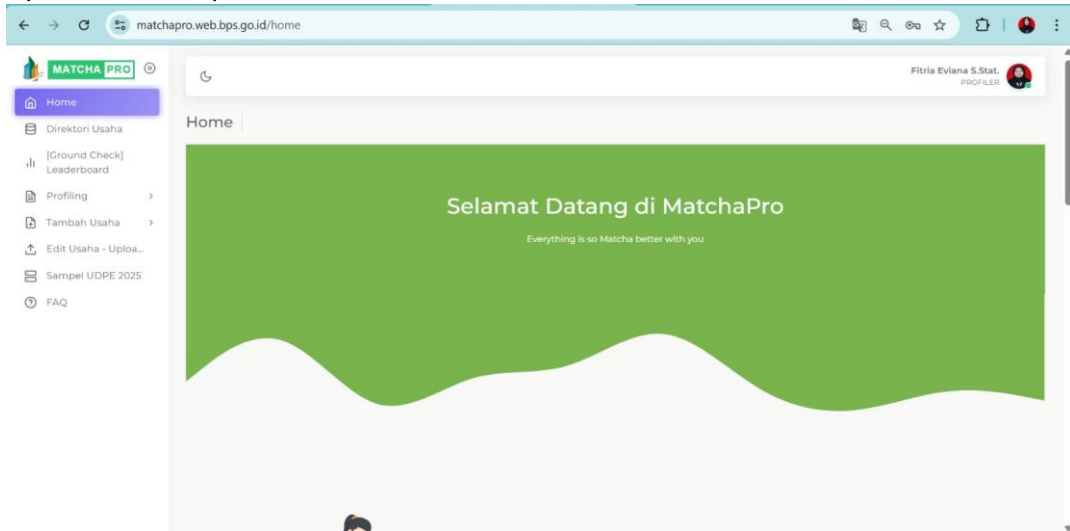 matchapro.web.bps.go.id/home
MATCHA PRO
Fitria Eviana S.Stat.
PROFILER
Home
Direktori Usaha
[Ground Check]
Leaderboard
Profiling
Tambah Usaha
Edit Usaha - Uploa...
Sampel UDPE 2025
FAQ
Home
Selamat Datang di MatchaPro
Everything is so Matcha better with you